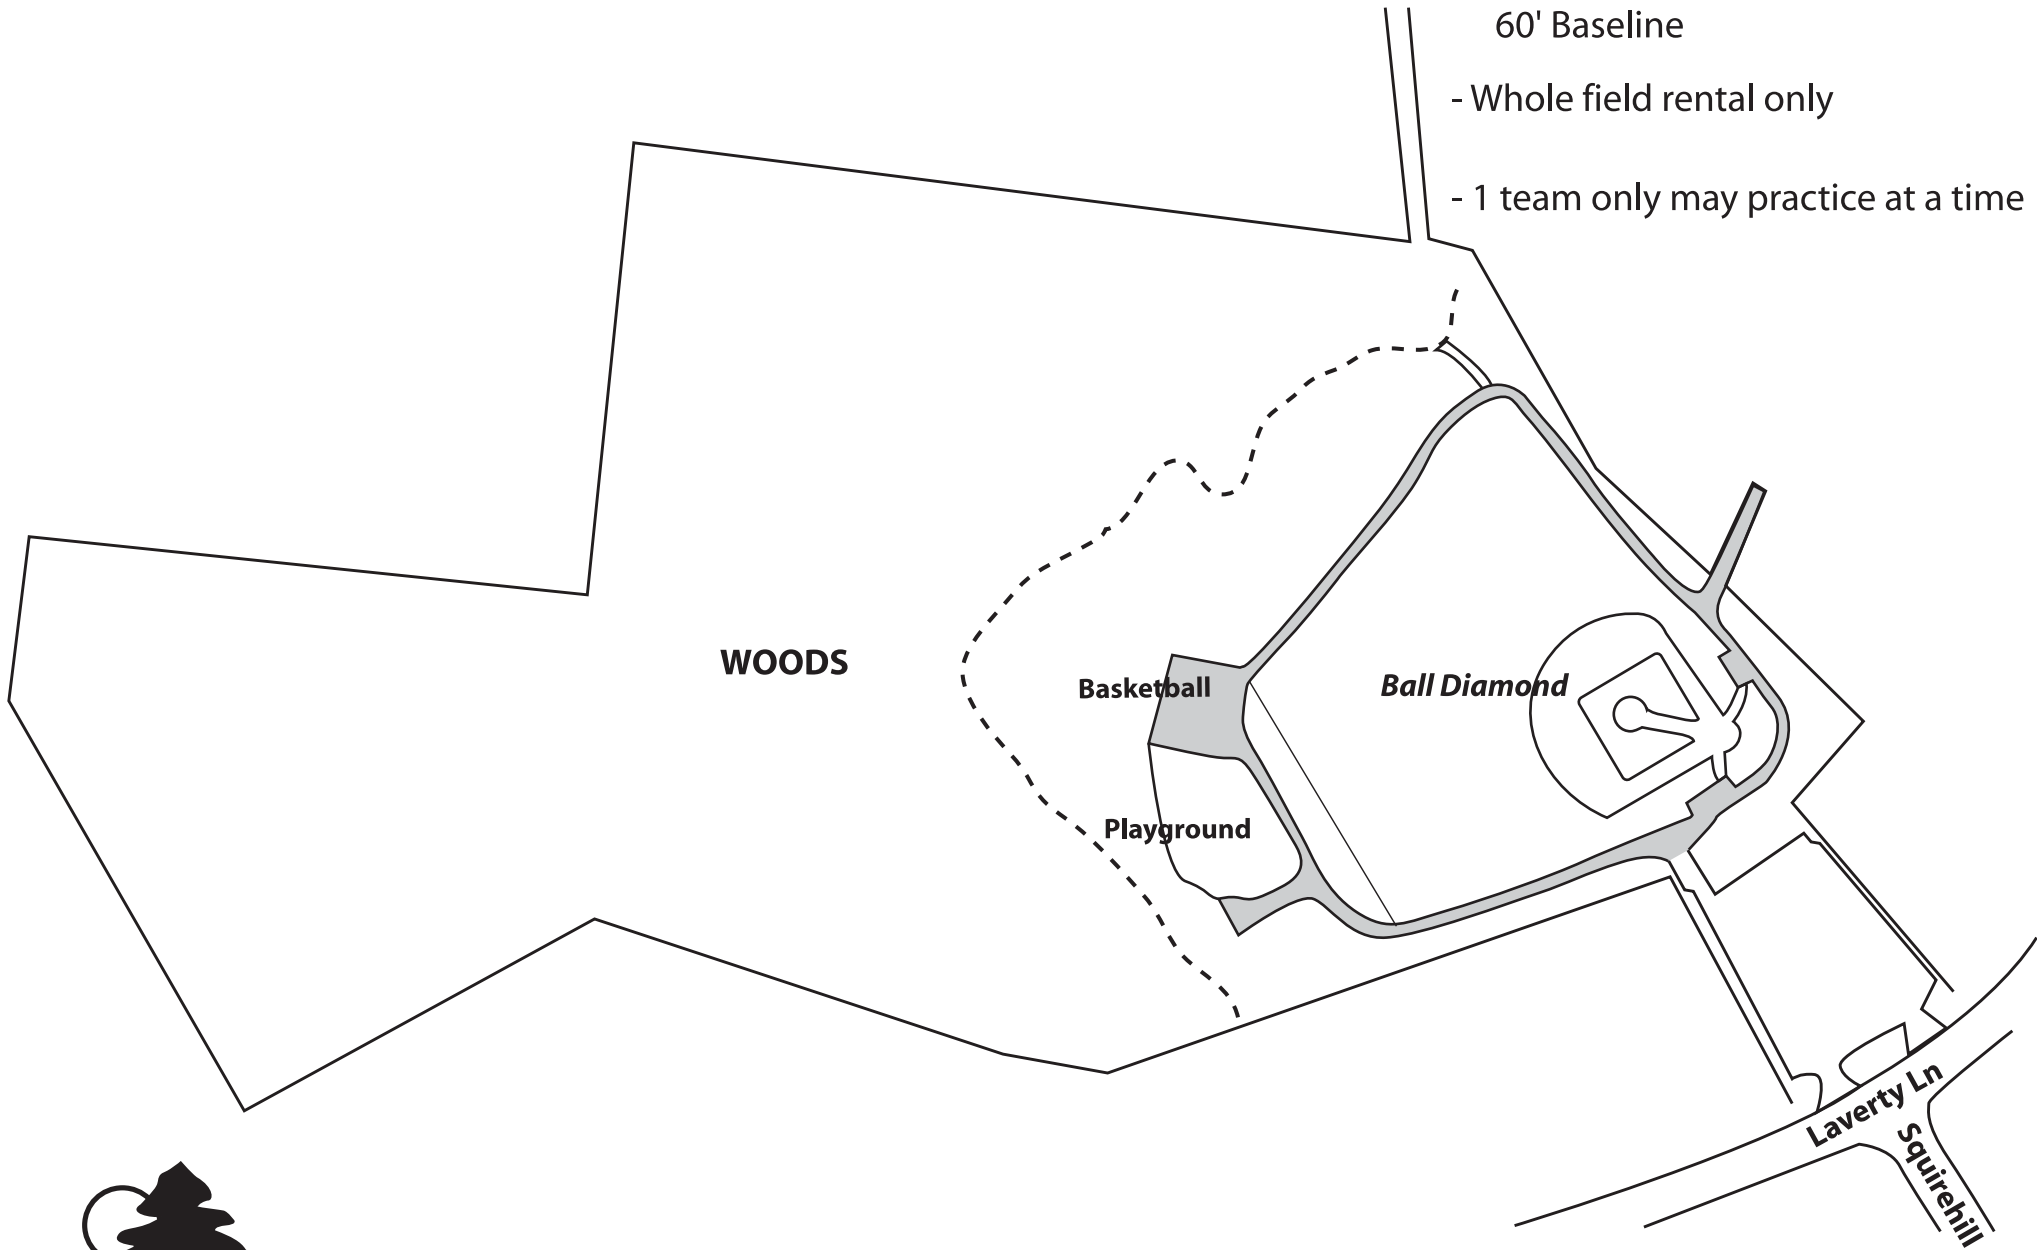 60' Baseline
- Whole field rental only
- 1 team only may practice at a time
WOODS
Basketball
Ball Diamond
Playground
Laverty Ln
Squirehill